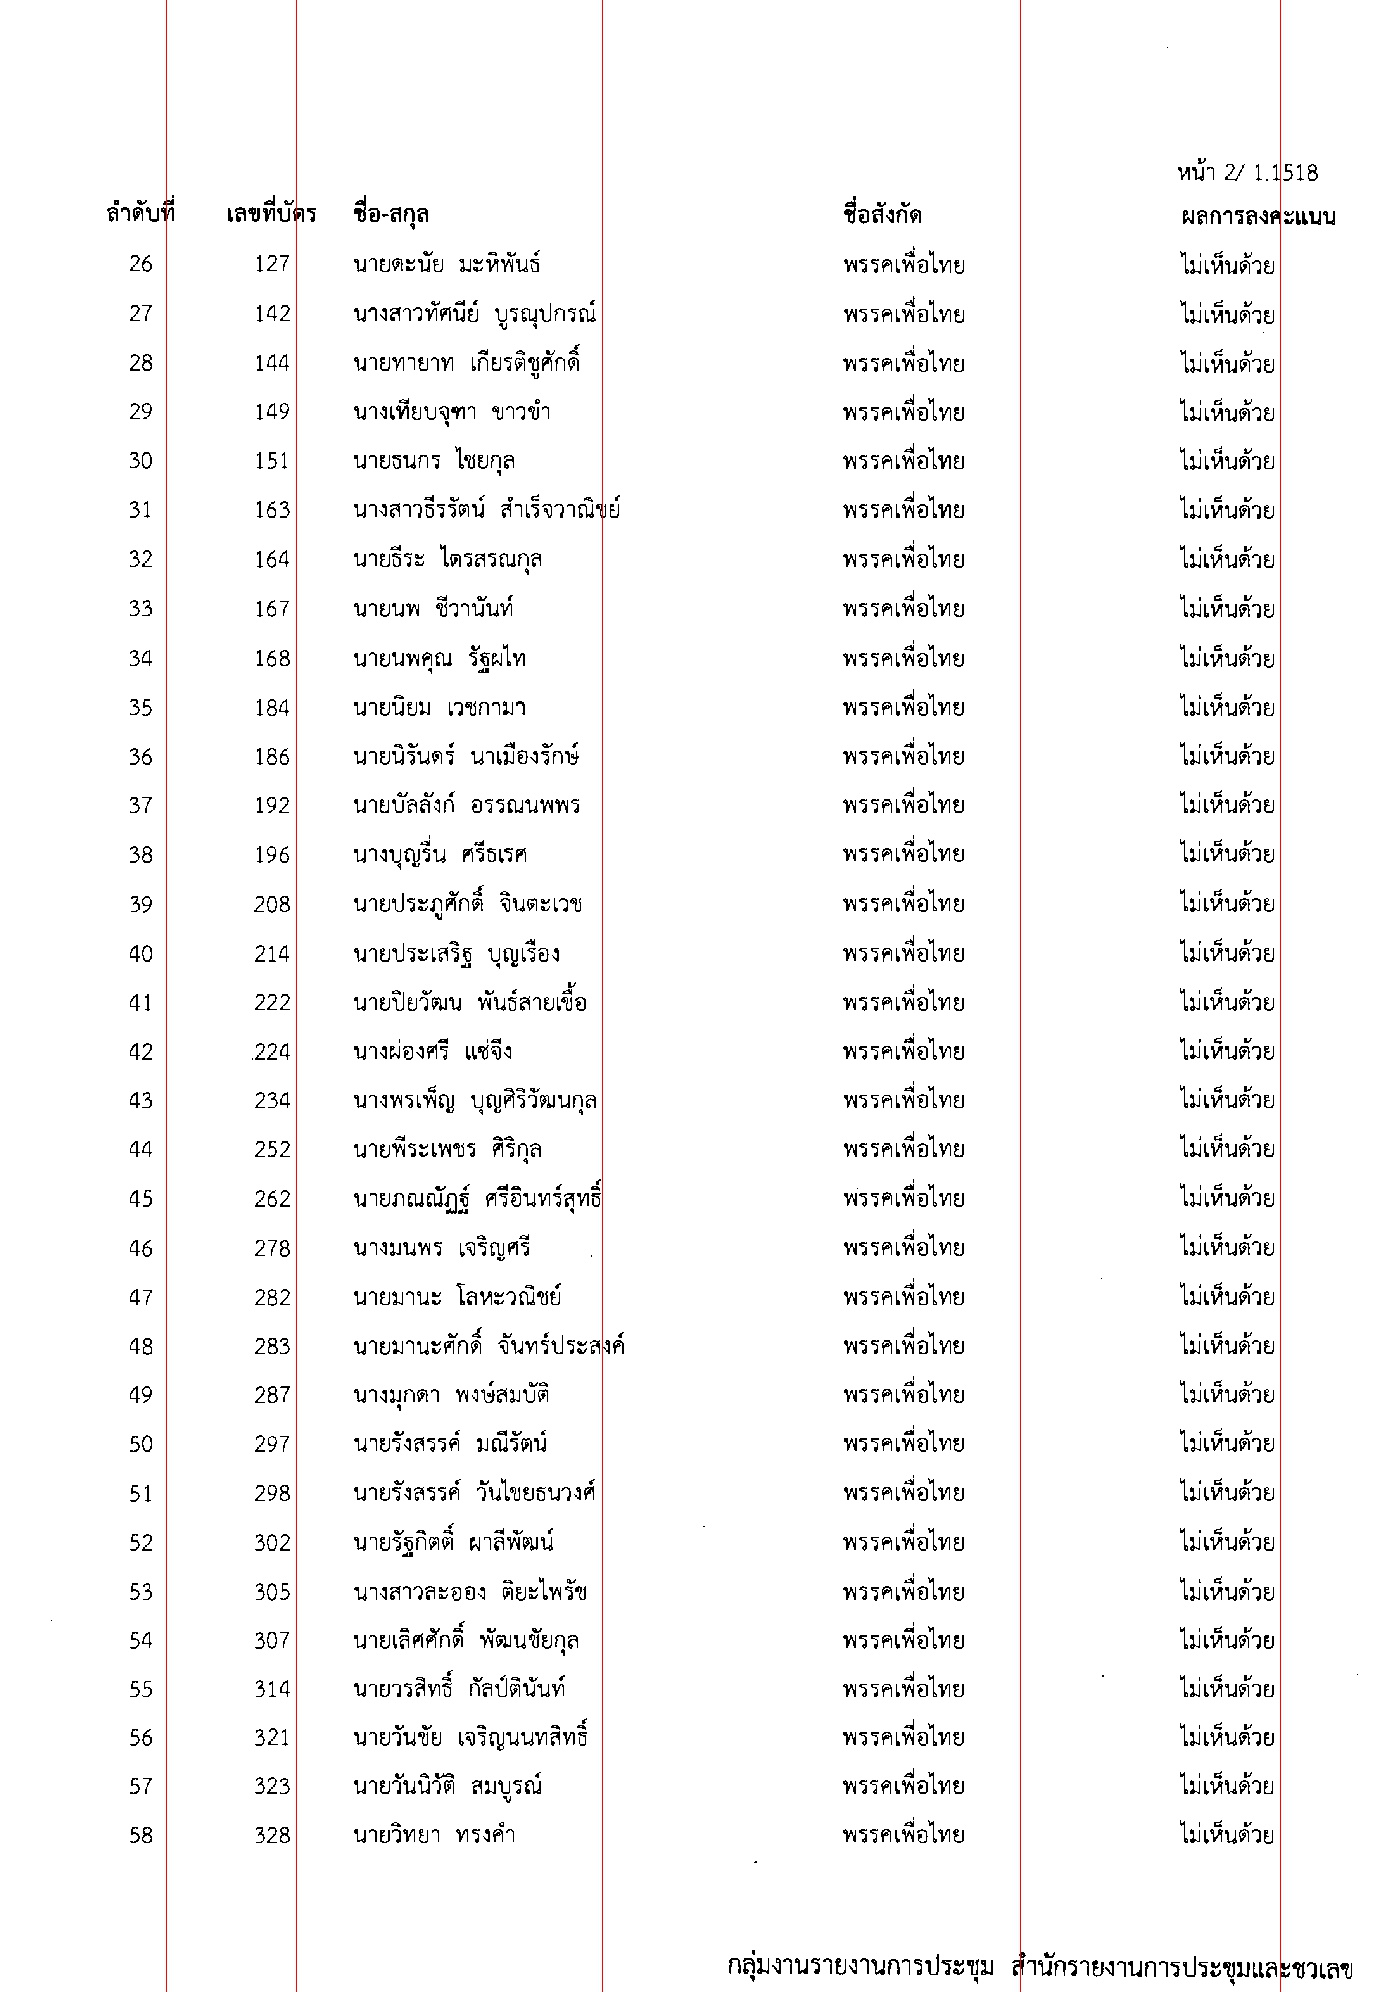 หน้า 2/ 1.1518
ลำดับที่ เลขที่บัตร ชื่อ-สกุล ชื่อสังกัด ผลการลงคะแนน
26 127 นายดะนัย มะหิพันธ์ พรรคเพื่อไทย ไม่เห็นด้วย
27 142 นางสาวทัศนีย์ บูรณุปกรณ์ พรรคเพื่อไทย ไม่เห็นด้วย
28 144 นายทายาท เกียรติชูศักดิ์ พรรคเพื่อไทย ไม่เห็นด้วย
29 149 นางเทียบจุฑา ขาวขำ พรรคเพื่อไทย ไม่เห็นด้วย
30 151 นายธนกร ไชยกุล พรรคเพื่อไทย ไม่เห็นด้วย
31 163 นางสาวธีรรัตน์ สำเร็จวาณิชย์ พรรคเพื่อไทย ไม่เห็นด้วย
32 164 นายธีระ ไตรสรณกุล พรรคเพื่อไทย ไม่เห็นด้วย
33 167 นายนพ ชีวานันท์ พรรคเพื่อไทย ไม่เห็นด้วย
34 168 นายนพคุณ รัฐผไท พรรคเพื่อไทย ไม่เห็นด้วย
35 184 นายนิยม เวชกามา พรรคเพื่อไทย ไม่เห็นด้วย
36 186 นายนิรันดร์ นาเมืองรักษ์ พรรคเพื่อไทย ไม่เห็นด้วย
37 192 นายบัลลังก์ อรรณนพพร พรรคเพื่อไทย ไม่เห็นด้วย
38 196 นางบุญรื่น ศรีธเรศ พรรคเพื่อไทย ไม่เห็นด้วย
39 208 นายประภูศักดิ์ จินตะเวช พรรคเพื่อไทย ไม่เห็นด้วย
40 214 นายประเสริฐ บุญเรือง พรรคเพื่อไทย ไม่เห็นด้วย
41 222 นายปิยวัฒน พันธ์สายเชื้อ พรรคเพื่อไทย ไม่เห็นด้วย
42 224 นางผ่องศรี แซ่จึง พรรคเพื่อไทย ไม่เห็นด้วย
43 234 นางพรเพ็ญ บุญศิริวัฒนกุล พรรคเพื่อไทย ไม่เห็นด้วย
44 252 นายพีระเพชร ศิริกุล พรรคเพื่อไทย ไม่เห็นด้วย
45 262 นายภณณัฏฐ์ ศรีอินทร์สุทธิ์ พรรคเพื่อไทย ไม่เห็นด้วย
46 278 นางมนพร เจริญศรี พรรคเพื่อไทย ไม่เห็นด้วย
47 282 นายมานะ โลหะวณิชย์ พรรคเพื่อไทย ไม่เห็นด้วย
48 283 นายมานะศักดิ์ จันทร์ประสงค์ พรรคเพื่อไทย ไม่เห็นด้วย
49 287 นางมุกดา พงษ์สมบัติ พรรคเพื่อไทย ไม่เห็นด้วย
50 297 นายรังสรรค์ มณีรัตน์ พรรคเพื่อไทย ไม่เห็นด้วย
51 298 นายรังสรรค์ วันไชยธนวงศ์ พรรคเพื่อไทย ไม่เห็นด้วย
52 302 นายรัฐกิตติ์ ผาลีพัฒน์ พรรคเพื่อไทย ไม่เห็นด้วย
53 305 นางสาวละออง ติยะไพรัช พรรคเพื่อไทย ไม่เห็นด้วย
54 307 นายเลิศศักดิ์ พัฒนชัยกุล พรรคเพื่อไทย ไม่เห็นด้วย
55 314 นายวรสิทธิ์ กัลป์ตินันท์ พรรคเพื่อไทย ไม่เห็นด้วย
56 321 นายวันชัย เจริญนนทสิทธิ์ พรรคเพื่อไทย ไม่เห็นด้วย
57 323 นายวันนิวัติ สมบูรณ์ พรรคเพื่อไทย ไม่เห็นด้วย
58 328 นายวิทยา ทรงคำ พรรคเพื่อไทย ไม่เห็นด้วย
กลุ่มงานรายงานการประชุม สำนักรายงานการประชุมและชวเลข